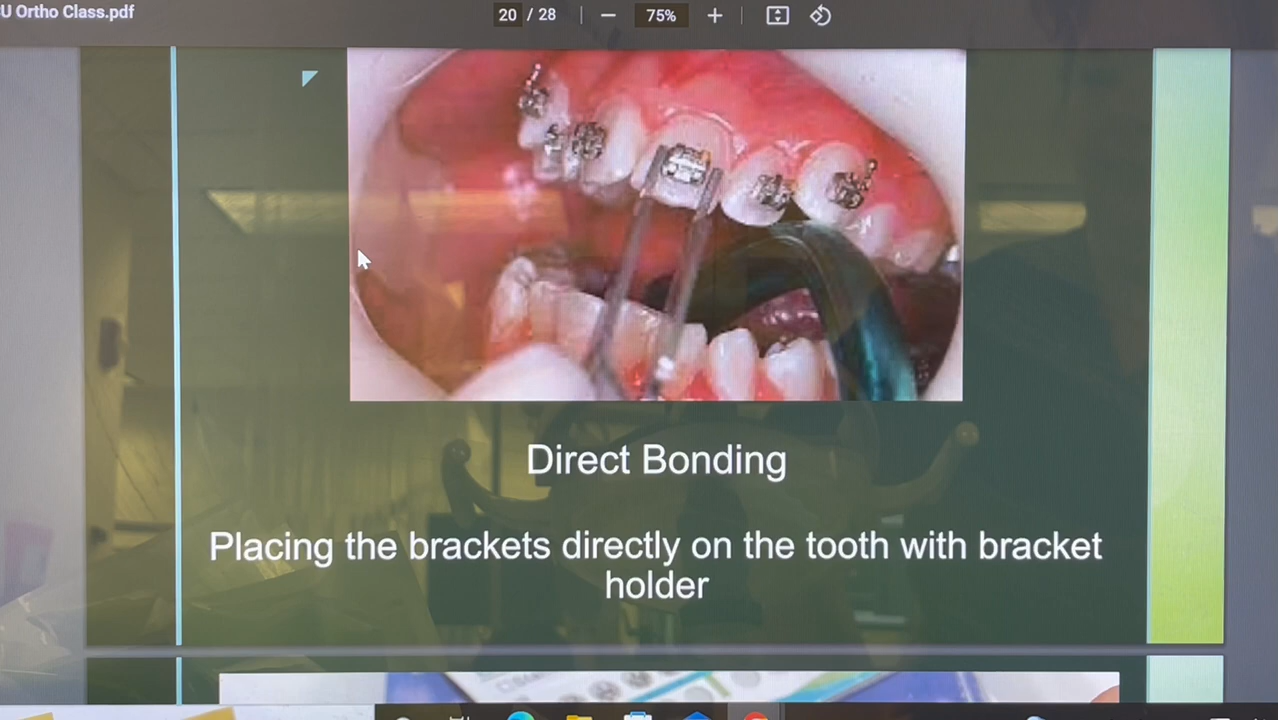 U Ortho Class.pdf
20 / 28
75%
Direct Bonding
Placing the brackets directly on the tooth with bracket
holder